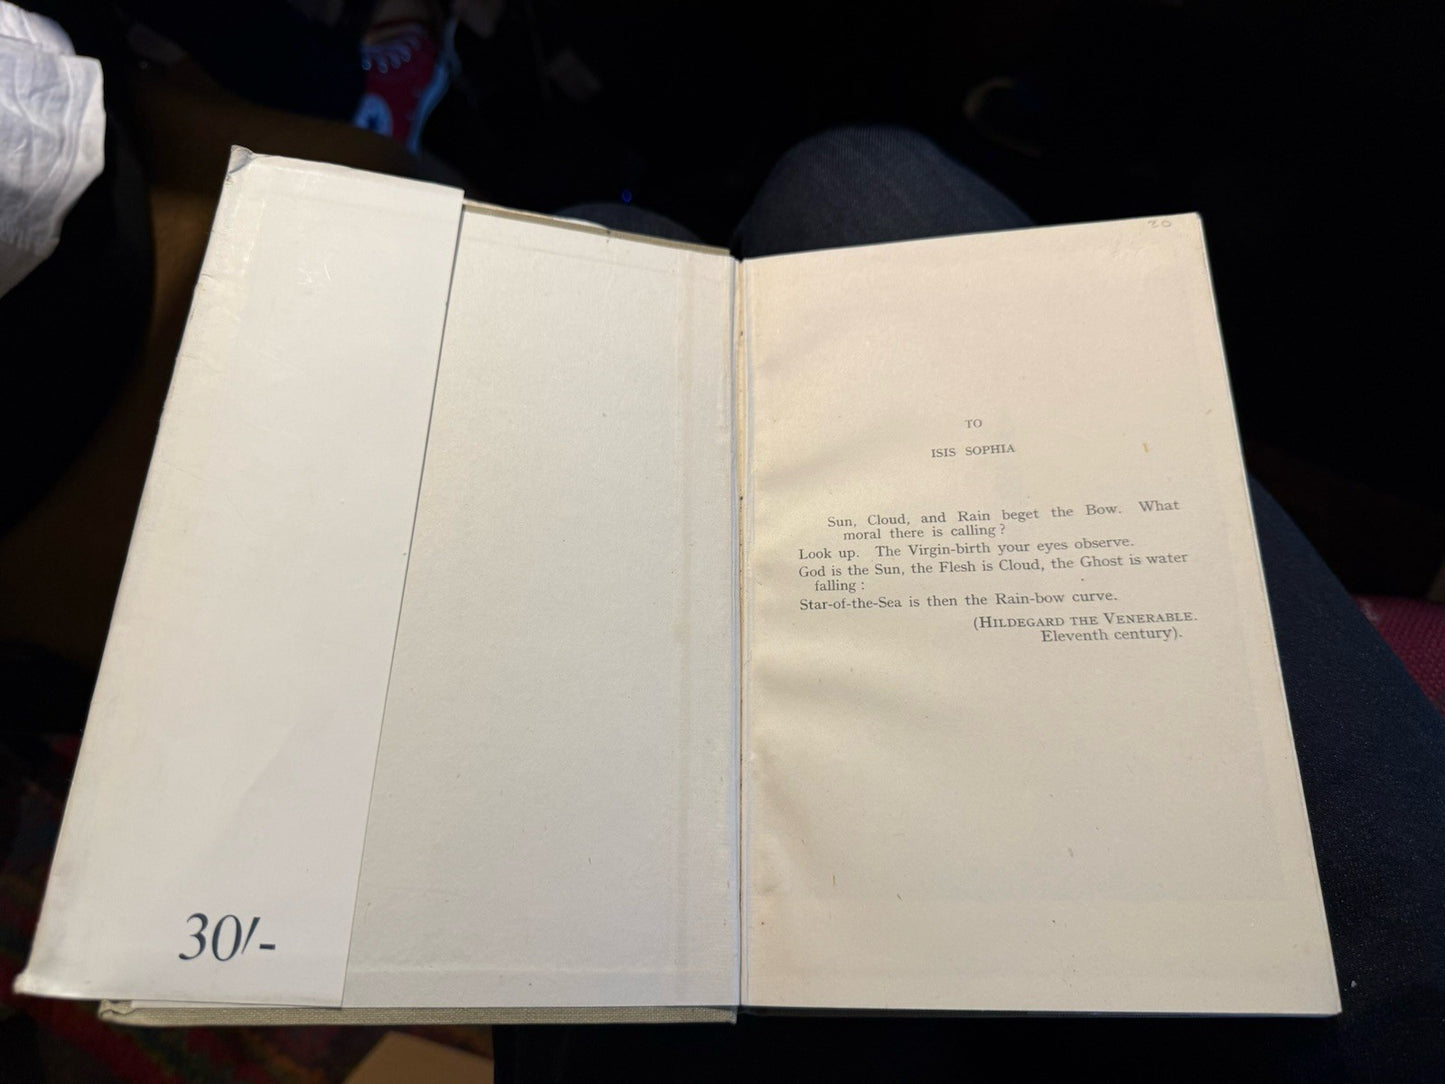 30/-
20
TO
ISIS SOPHIA
Sun, Cloud, and Rain beget the Bow. What
moral there is calling?
Look up. The Virgin-birth your eyes observe.
God is the Sun, the Flesh is Cloud, the Ghost is water
falling:
Star-of-the-Sea is then the Rain-bow curve.
(HILDEGARD THE VENERABLE.
Eleventh century).